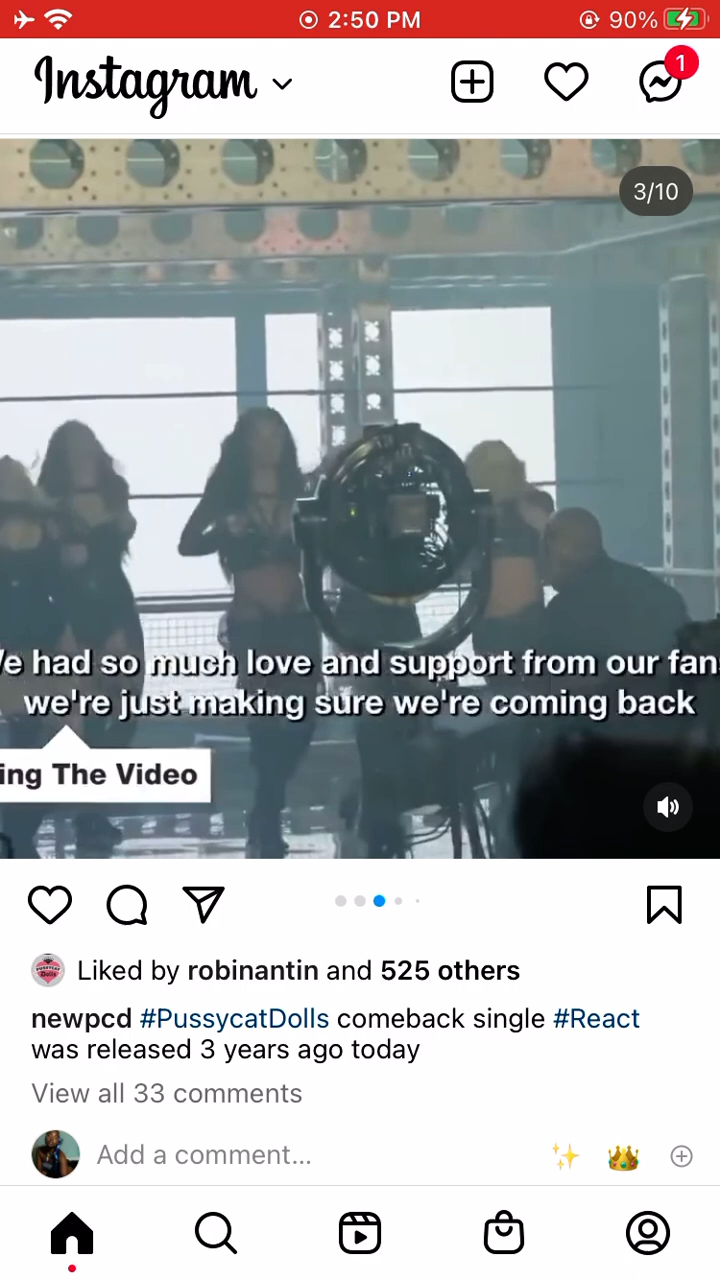 2:50 PM
90%
Instagram
1
3/10
e had so much love and support from our fan
we're just making sure we're coming back
ing The Video
Liked by robinantin and 525 others
newpcd #PussycatDolls comeback single #React
was released 3 years ago today
View all 33 comments
Add a comment...